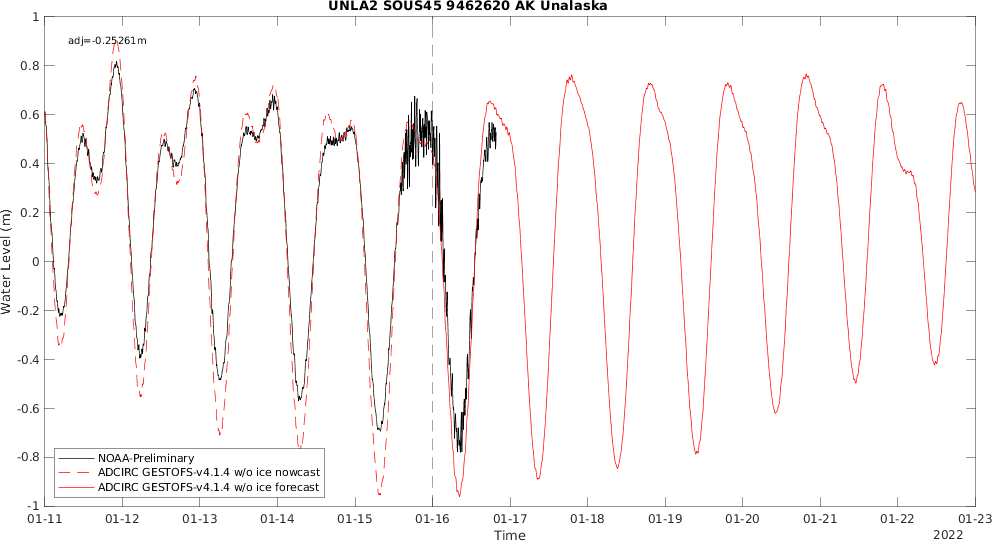 UNLA2 SOUS45 9462620 AK Unalaska
adj=-0.25261m
1
0.8
0.6
0.4
0.2
0
-0.2
-0.4
-0.6
-0.8
-1
Water Level (m)
NOAA-Preliminary
ADCIRC GESTOFS-v4.1.4 w/o ice nowcast
ADCIRC GESTOFS-v4.1.4 w/o ice forecast
01-11 01-12 01-13 01-14 01-15 01-16 01-17 01-18 01-19 01-20 01-21 01-22 01-23
Time
2022